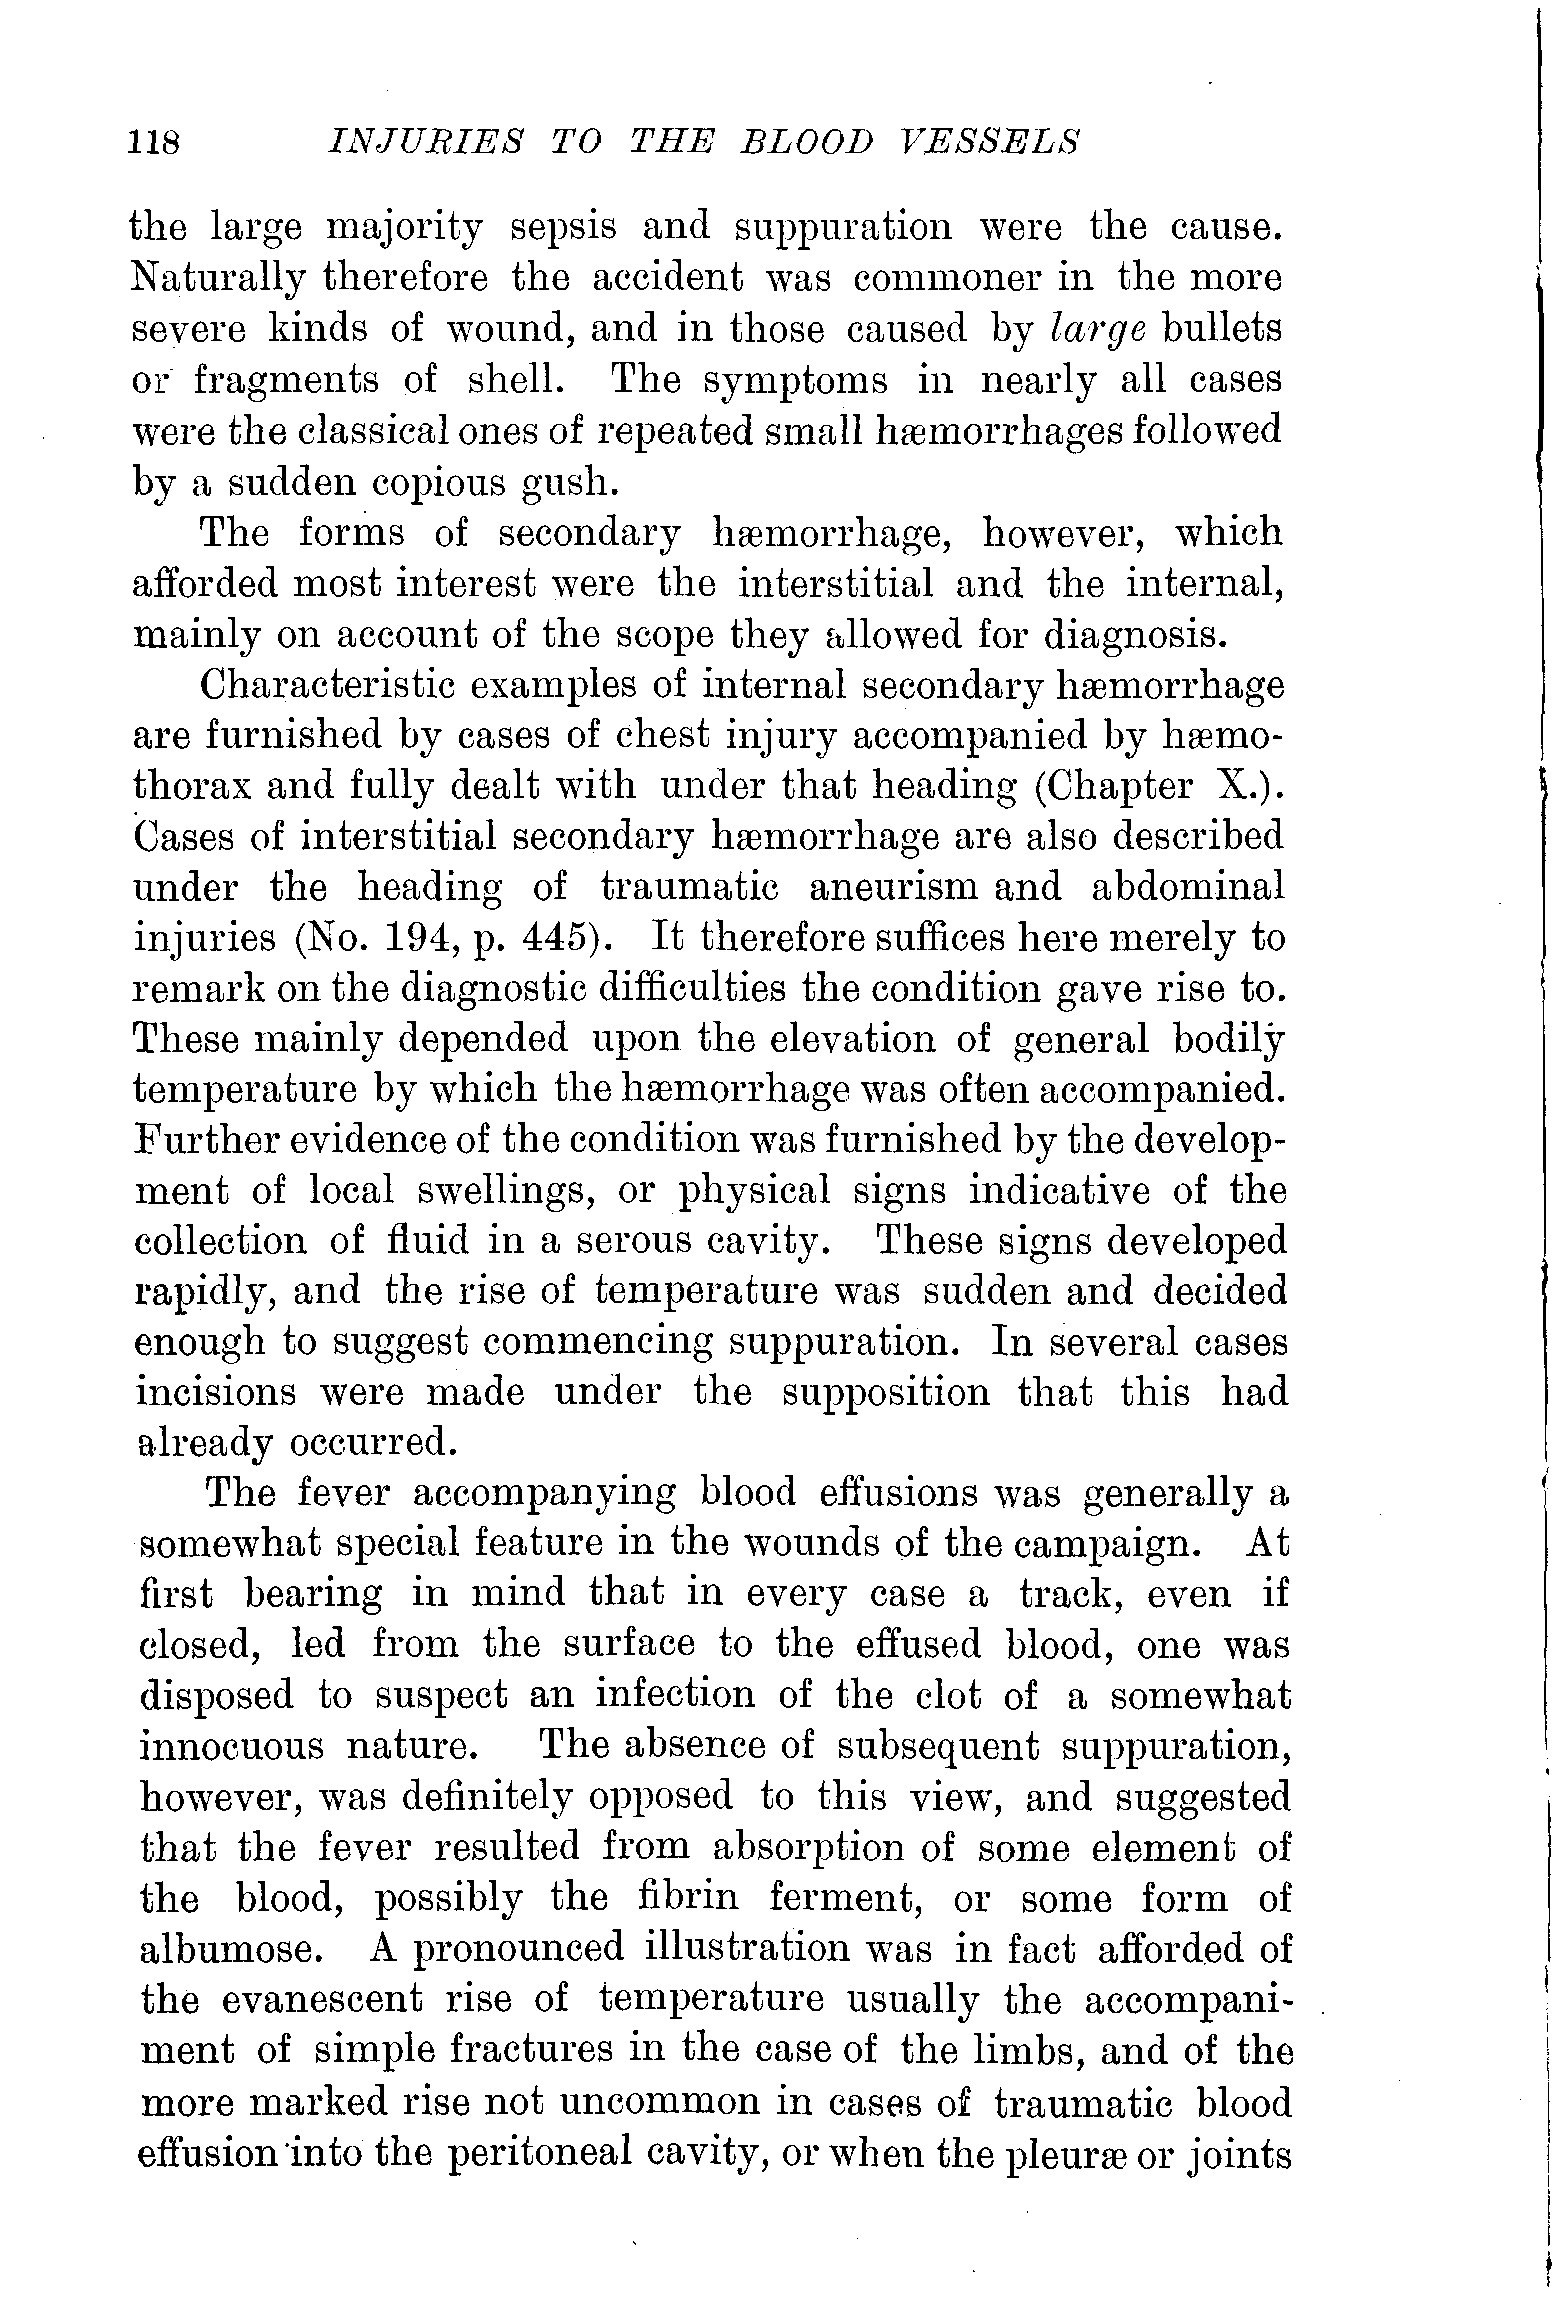 118 INJURIES TO THE BLOOD VESSELS
the large majority sepsis and suppuration were the cause.
Naturally therefore the accident was commoner in the more
severe kinds of wound, and in those caused by large bullets
or fragments of shell. The symptoms in nearly all cases
were the classical ones of repeated small hæmorrhages followed
by a sudden copious gush.
The forms of secondary hæmorrhage, however, which
afforded most interest were the interstitial and the internal,
mainly on account of the scope they allowed for diagnosis.
Characteristic examples of internal secondary hæmorrhage
are furnished by cases of chest injury accompanied by hæmo-
thorax and fully dealt with under that heading (Chapter X.).
Cases of interstitial secondary hæmorrhage are also described
under the heading of traumatic aneurism and abdominal
injuries (No. 194, p. 445). It therefore suffices here merely to
remark on the diagnostic difficulties the condition gave rise to.
These mainly depended upon the elevation of general bodily
temperature by which the hæmorrhage was often accompanied.
Further evidence of the condition was furnished by the develop-
ment of local swellings, or physical signs indicative of the
collection of fluid in a serous cavity. These signs developed
rapidly, and the rise of temperature was sudden and decided
enough to suggest commencing suppuration. In several cases
incisions were made under the supposition that this had
already occurred.
The fever accompanying blood effusions was generally a
somewhat special feature in the wounds of the campaign. At
first bearing in mind that in every case a track, even if
closed, led from the surface to the effused blood, one was
disposed to suspect an infection of the clot of a somewhat
innocuous nature. The absence of subsequent suppuration,
however, was definitely opposed to this view, and suggested
that the fever resulted from absorption of some element of
the blood, possibly the fibrin ferment, or some form of
albumose. A pronounced illustration was in fact afforded of
the evanescent rise of temperature usually the accompani-
ment of simple fractures in the case of the limbs, and of the
more marked rise not uncommon in cases of traumatic blood
effusion into the peritoneal cavity, or when the pleuræ or joints